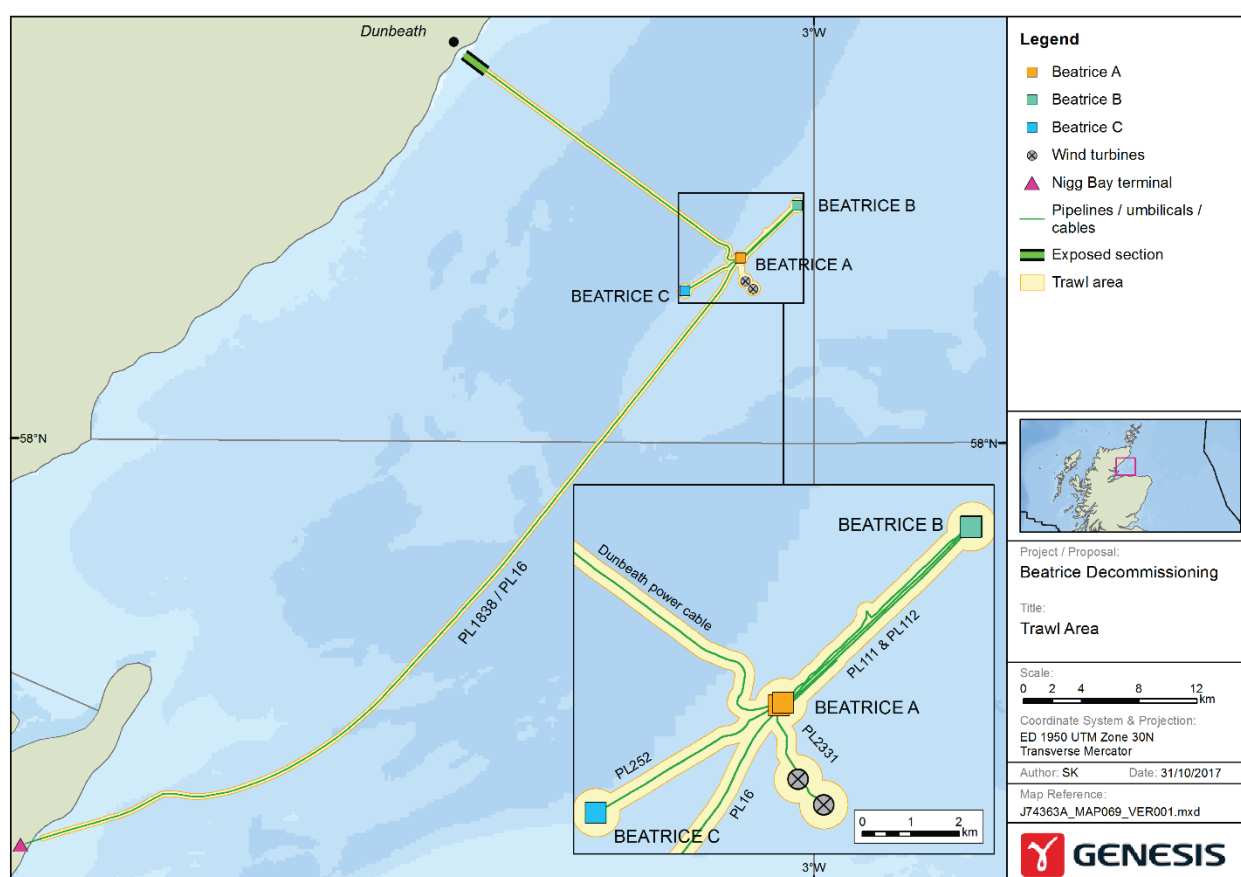 Dunbeath
3°W
BEATRICE B
BEATRICE A
BEATRICE C
58°N
58°N
PL1838 / PL16
BEATRICE B
Dunbeath power cable
PL111 & PL112
BEATRICE A
PL2331
PL252
PL16
BEATRICE C
0 1 2
km
3°W
Legend
Beatrice A
Beatrice B
Beatrice C
Wind turbines
Nigg Bay terminal
Pipelines / umbilicals /
cables
Exposed section
Trawl area
Project / Proposal:
Beatrice Decommissioning
Title:
Trawl Area
Scale:
0 2 4 8 12
km
Coordinate System & Projection:
ED 1950 UTM Zone 30N
Transverse Mercator
Author: SK Date: 31/10/2017
Map Reference:
J74363A_MAP069_VER001.mxd
GENESIS